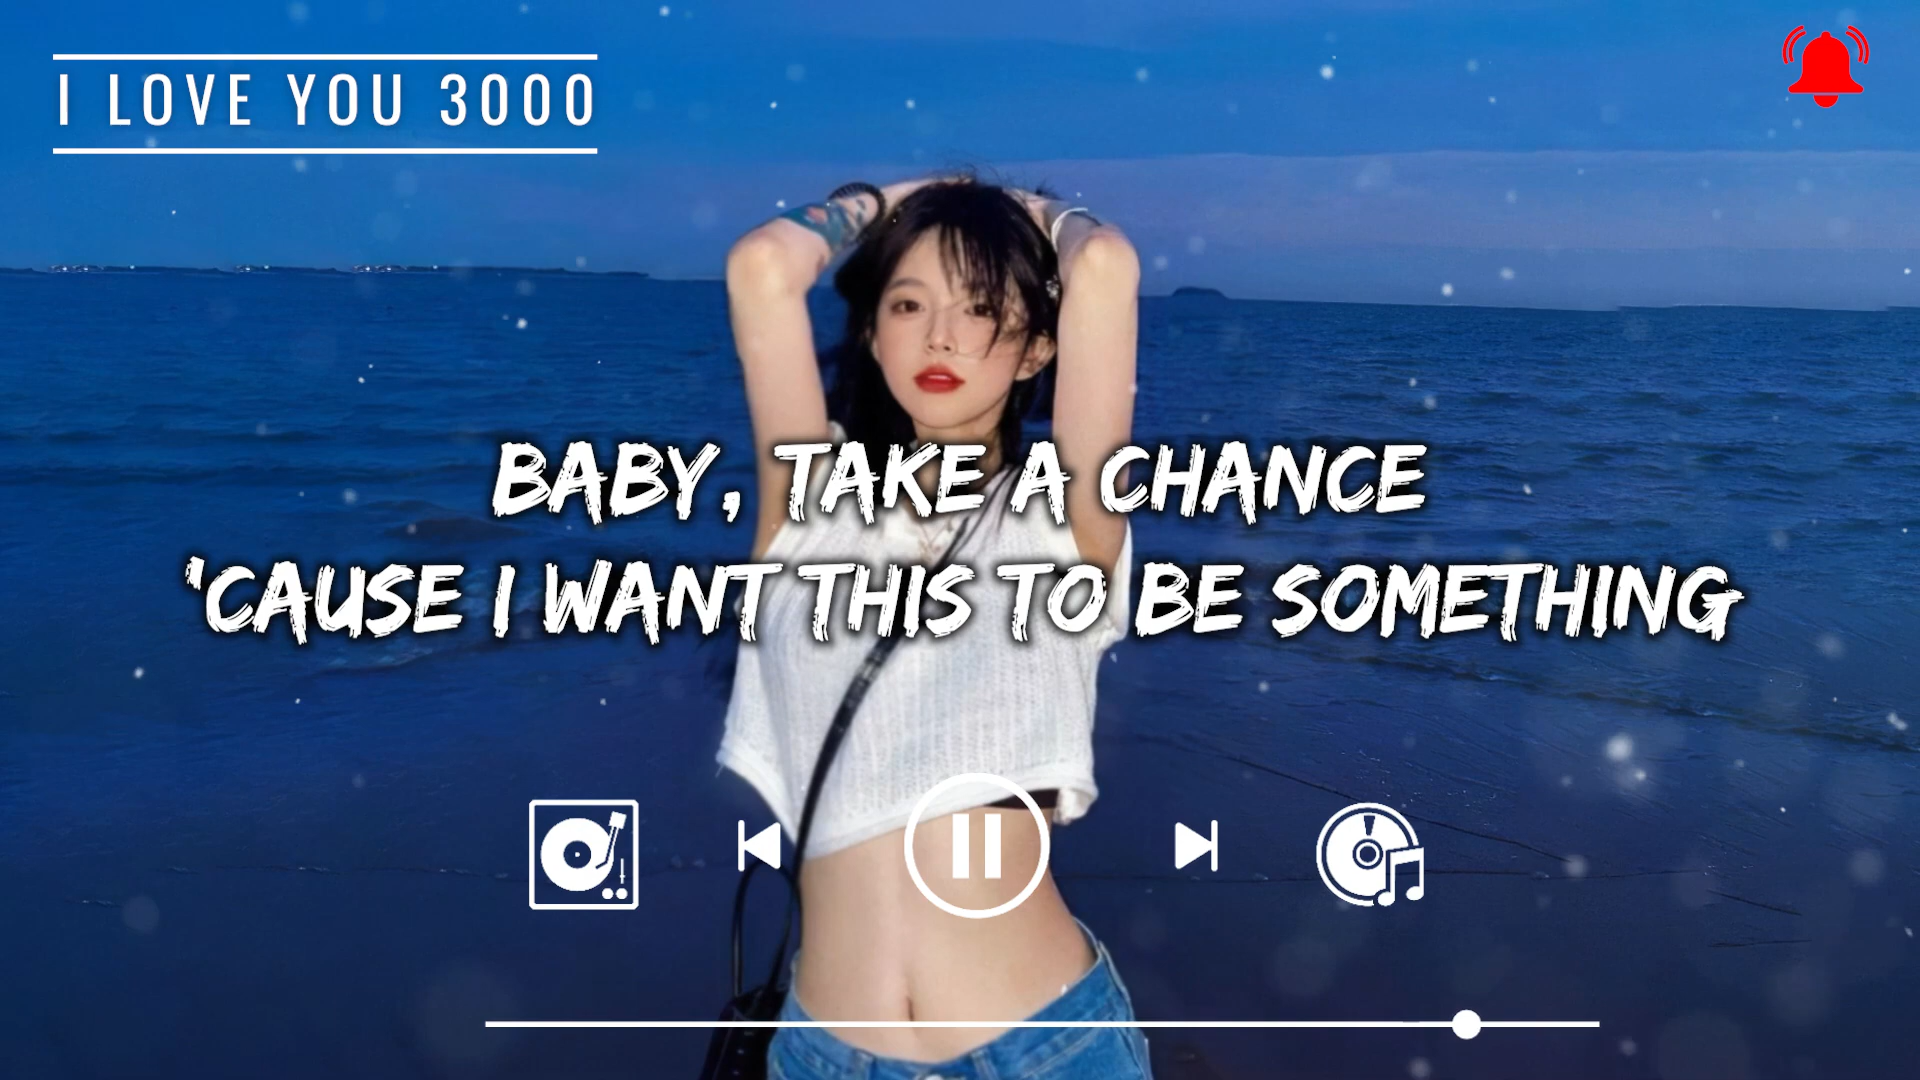 I LOVE YOU 3000
BABY, TAKE A CHANCE
'CAUSE I WANT THIS TO BE SOMETHING